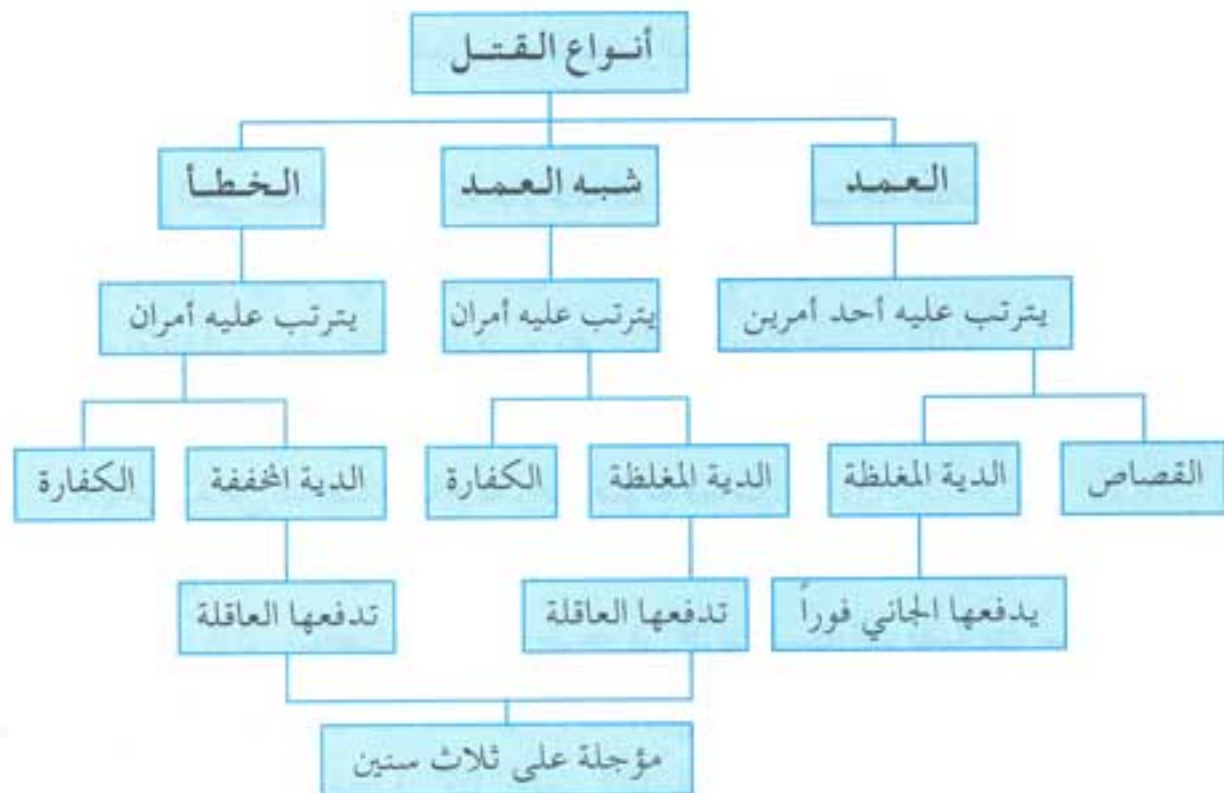 أنواع القتل
العمد
شبه العمد
الخطأ
يترتب عليه أحد أمرين
يترتب عليه أمران
يترتب عليه أمران
القصاص
الدية المغلظة
الدية المغلظة
الكفارة
الدية المخففة
الكفارة
يدفعها الجاني فوراً
تدفعها العاقلة
تدفعها العاقلة
مؤجلة على ثلاث سنين